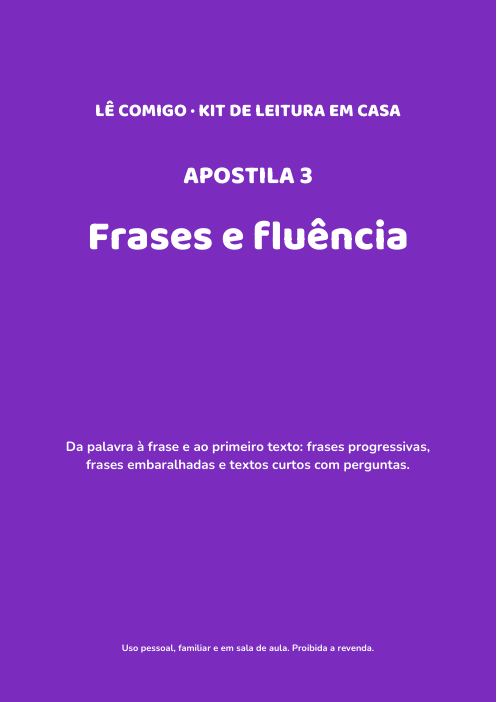 LÊ COMIGO · KIT DE LEITURA EM CASA
APOSTILA 3
Frases e fluência
Da palavra à frase e ao primeiro texto: frases progressivas,
frases embaralhadas e textos curtos com perguntas.
Uso pessoal, familiar e em sala de aula. Proibida a revenda.